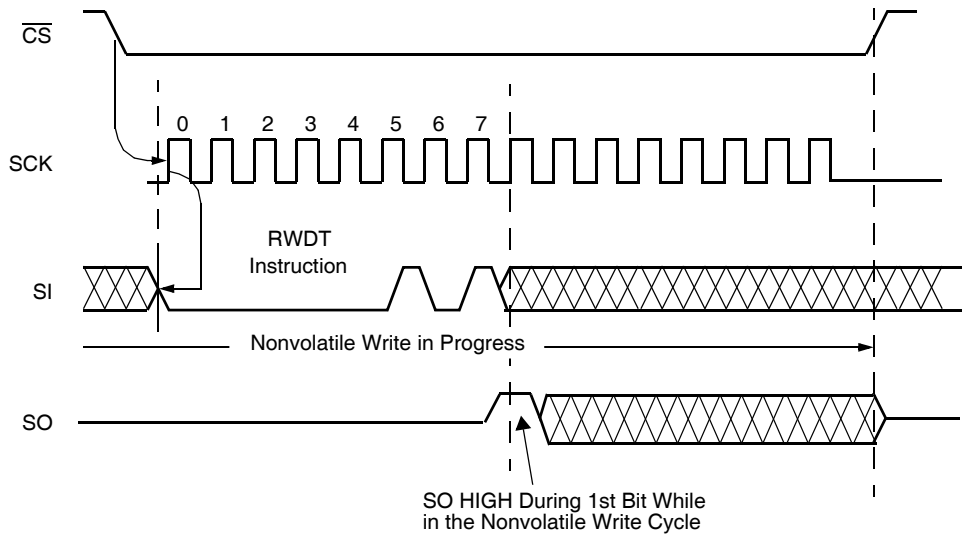 CS
0 1 2 3 4 5 6 7
SCK
RWDT
Instruction
SI
Nonvolatile Write in Progress
SO
SO HIGH During 1st Bit While
in the Nonvolatile Write Cycle